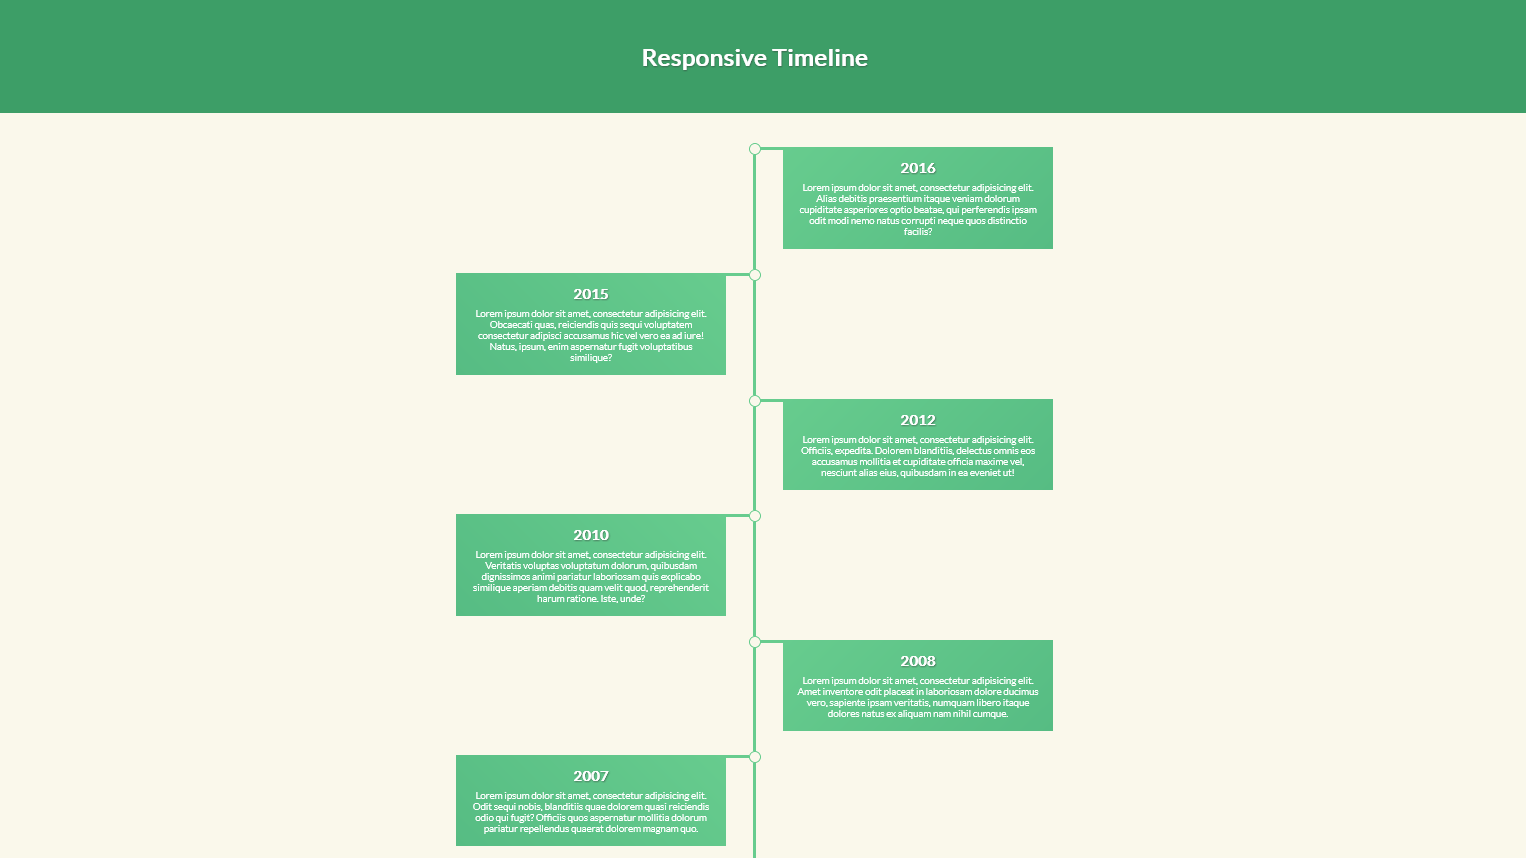 Responsive Timeline
2016
Lorem ipsum dolor sit amet, consectetur adipisicing elit.
Alias debitis praesentium itaque veniam dolorum
cupiditate asperiores optio beatae, qui perferendis ipsam
odit modi nemo natus corrupti neque quos distinctio
facilis?
2015
Lorem ipsum dolor sit amet, consectetur adipisicing elit.
Obcaecati quas, reiciendis quis sequi voluptatem
consectetur adipisci accusamus hic vel vero ea ad iure!
Natus, ipsum, enim aspernatur fugit voluptatibus
similique?
2012
Lorem ipsum dolor sit amet, consectetur adipisicing elit.
Officiis, expedita. Dolorem blanditiis, delectus omnis eos
accusamus mollitia et cupiditate officia maxime vel,
nesciunt alias eius, quibusdam in ea eveniet ut!
2010
Lorem ipsum dolor sit amet, consectetur adipisicing elit.
Veritatis voluptas voluptatum dolorum, quibusdam
dignissimos animi pariatur laboriosam quis explicabo
similique aperiam debitis quam velit quod, reprehenderit
harum ratione. Iste, unde?
2008
Lorem ipsum dolor sit amet, consectetur adipisicing elit.
Amet inventore odit placeat in laboriosam dolore ducimus
vero, sapiente ipsam veritatis, numquam libero itaque
dolores natus ex aliquam nam nihil cumque.
2007
Lorem ipsum dolor sit amet, consectetur adipisicing elit.
Odit sequi nobis, blanditiis quae dolorem quasi reiciendis
odio qui fugit? Officiis quos aspernatur mollitia dolorum
pariatur repellendus quaerat dolorem magnam quo.